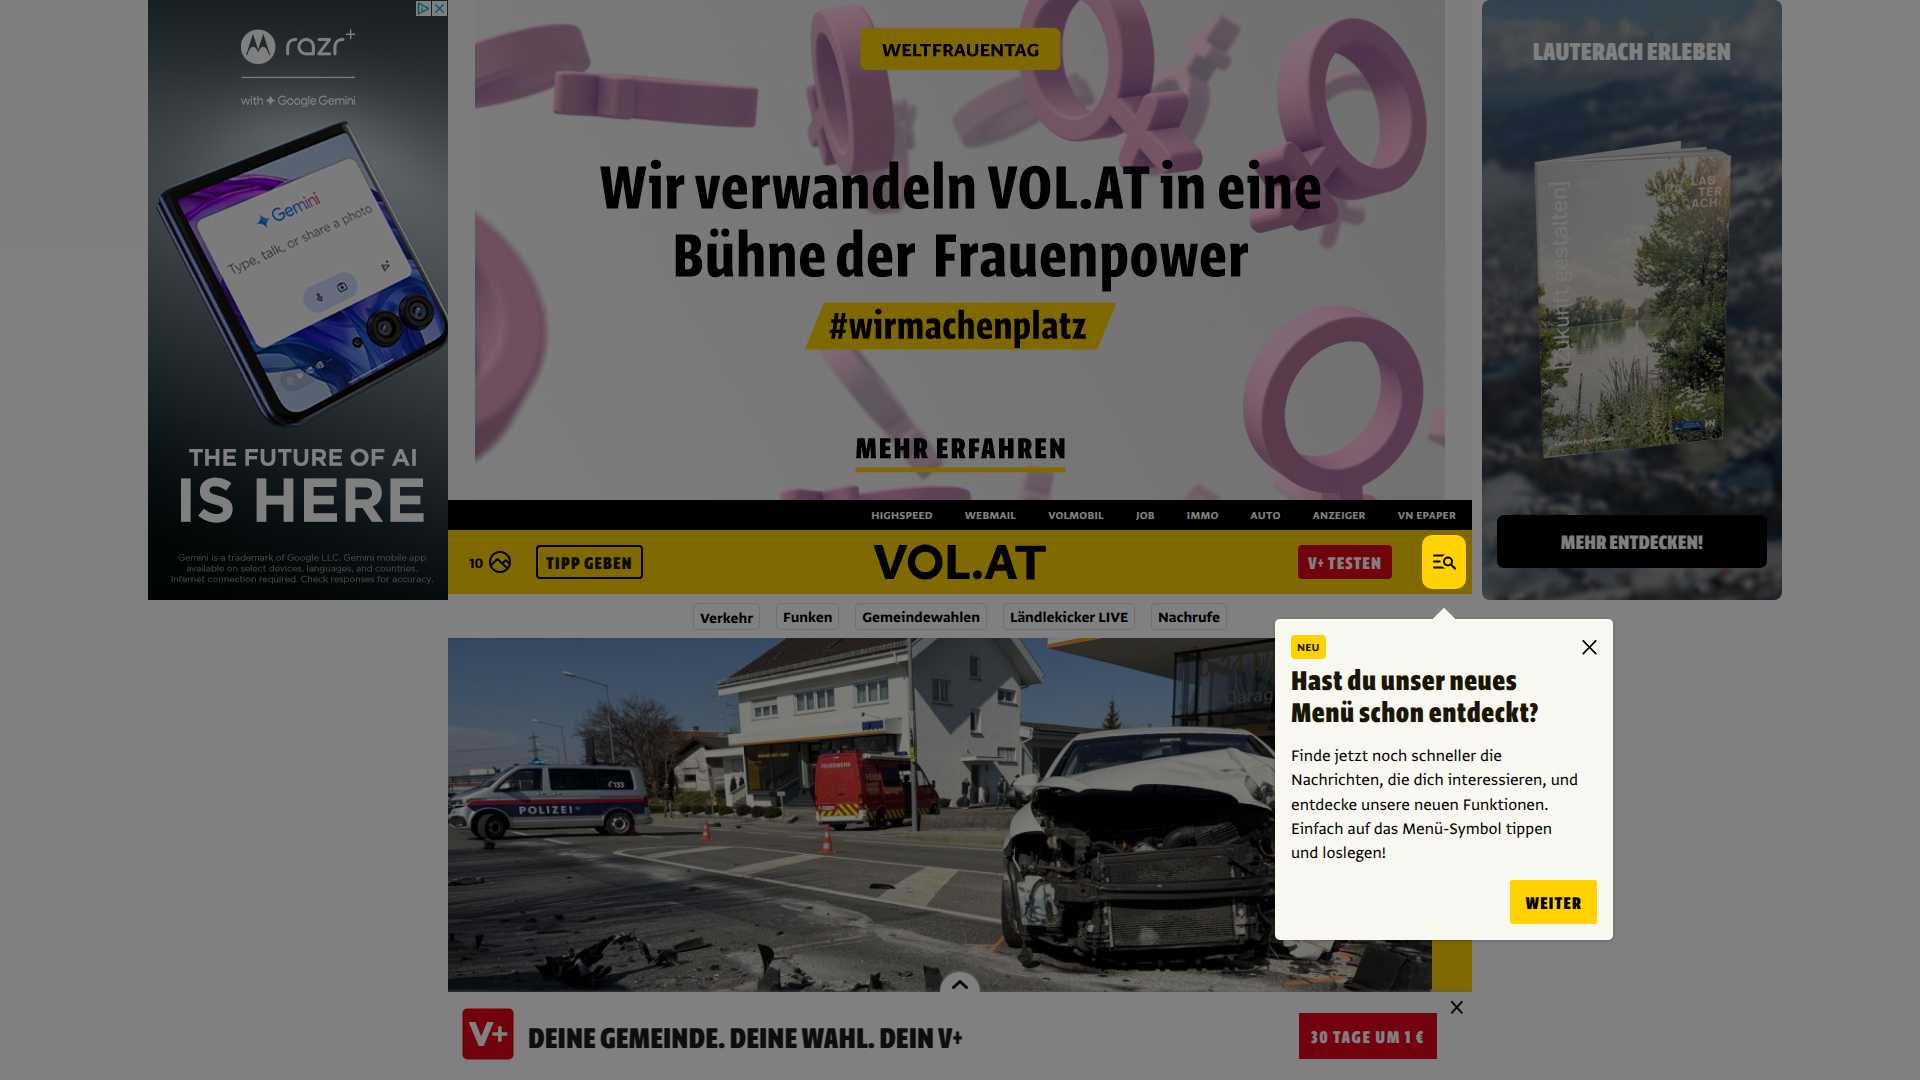 razr+
with Google Gemini
Gemini
Type, talk, or share a photo
THE FUTURE OF AI
IS HERE
Gemini is a trademark of Google LLC. Gemini mobile app
available on select devices, languages, and countries.
Internet connection required. Check responses for accuracy.
WELTFRAUENTAG
Wir verwandeln VOL.AT in eine
Bühne der Frauenpower
#wirmachenplatz
MEHR ERFAHREN
LAUTERACH ERLEBEN
LAU
TER
ACH
[zukunft gestalten]
MEHR ENTDECKEN!
HIGHSPEED WEBMAIL VOLMOBIL JOB IMMO AUTO ANZEIGER VN EPAPER
10 TIPP GEBEN VOL.AT V+ TESTEN
Verkehr Funken Gemeindewahlen Ländlekicker LIVE Nachrufe
POLIZEI
133
FEUERWEHR
NEU
Hast du unser neues
Menü schon entdeckt?
Finde jetzt noch schneller die
Nachrichten, die dich interessieren, und
entdecke unsere neuen Funktionen.
Einfach auf das Menü-Symbol tippen
und loslegen!
WEITER
V+ DEINE GEMEINDE. DEINE WAHL. DEIN V+
30 TAGE UM 1 €